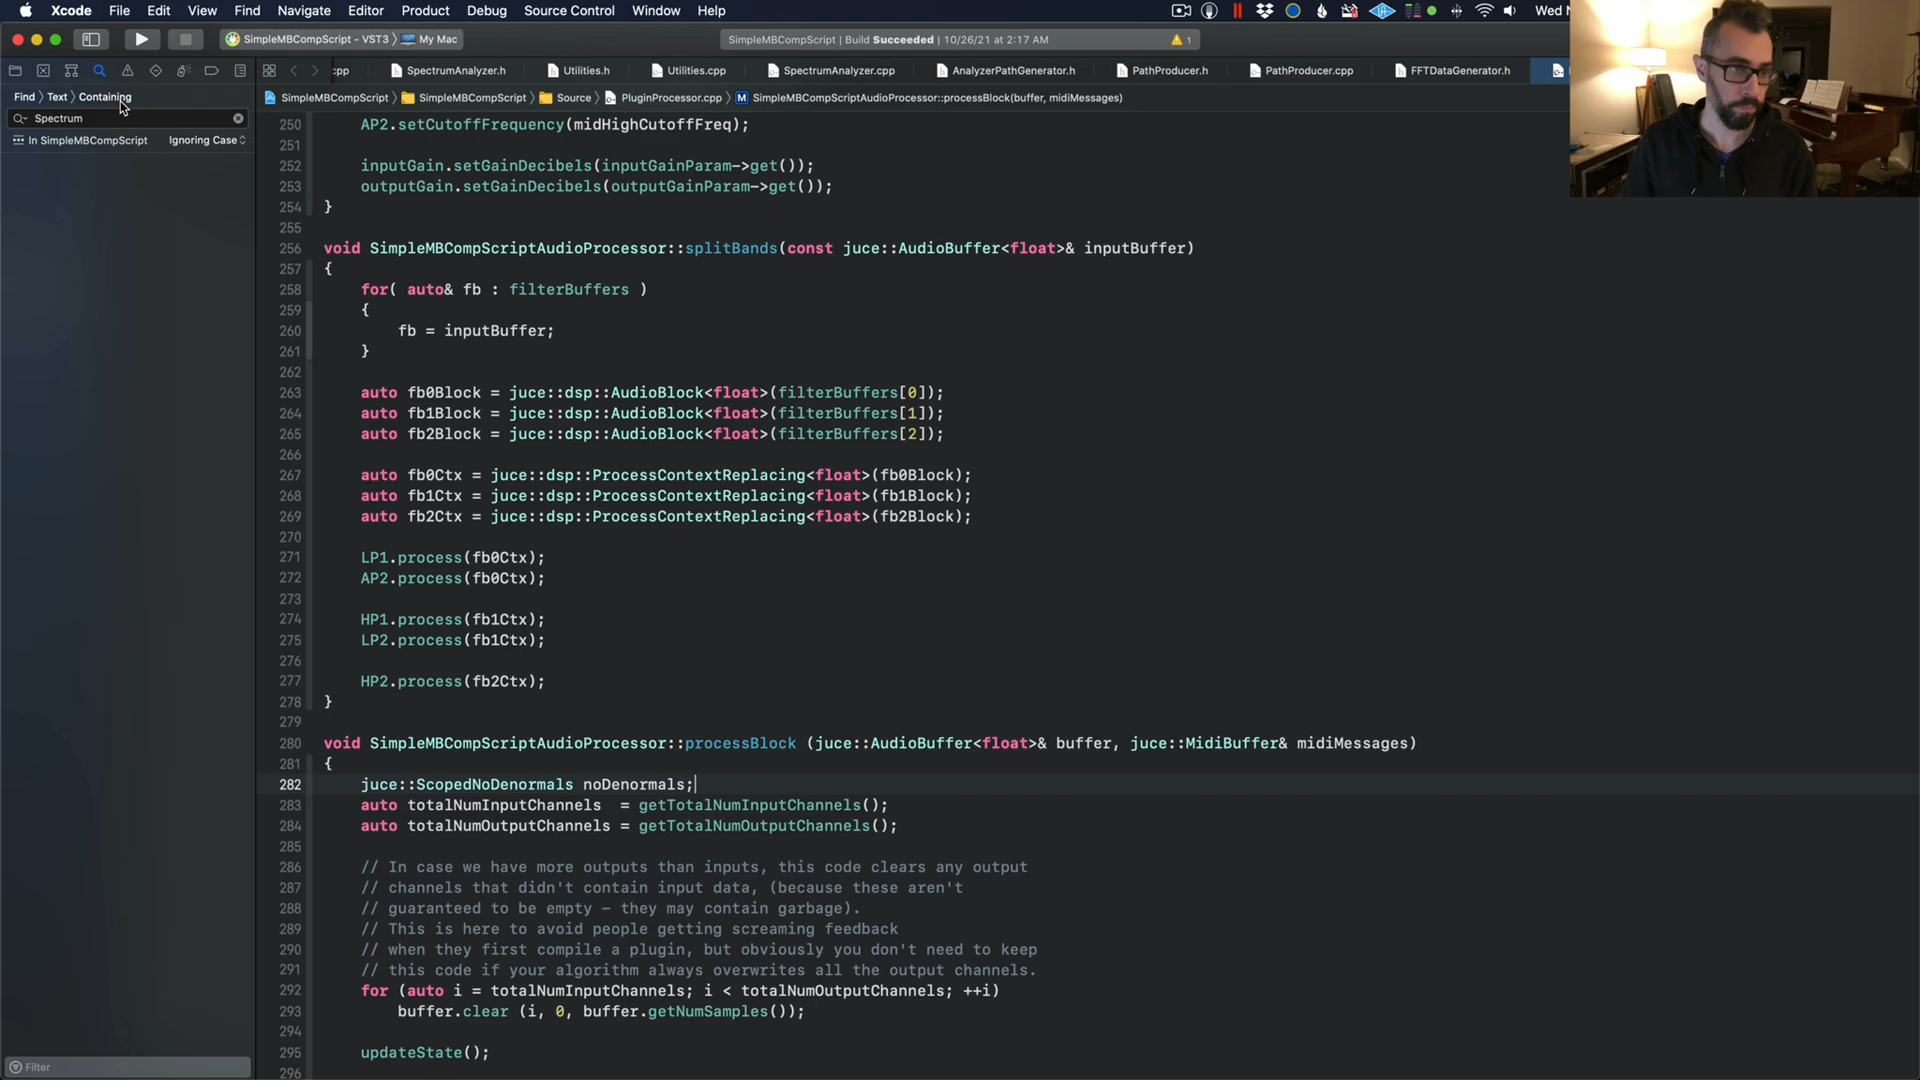 Xcode File Edit View Find Navigate Editor Product Debug Source Control Window Help Wed
SimpleMBCompScript - VST3 〉 My Mac
SimpleMBCompScript | Build Succeeded | 10/26/21 at 2:17 AM 1
cpp SpectrumAnalyzer.h Utilities.h Utilities.cpp SpectrumAnalyzer.cpp AnalyzerPathGenerator.h PathProducer.h PathProducer.cpp FFTDataGenerator.h
Find 〉 Text 〉 Containing
SimpleMBCompScript 〉 SimpleMBCompScript 〉 Source 〉 PluginProcessor.cpp 〉 M SimpleMBCompScriptAudioProcessor::processBlock(buffer, midiMessages)
Spectrum
In SimpleMBCompScript Ignoring Case
250 AP2.setCutoffFrequency(midHighCutoffFreq);
251
252 inputGain.setGainDecibels(inputGainParam->get());
253 outputGain.setGainDecibels(outputGainParam->get());
254 }
255
256 void SimpleMBCompScriptAudioProcessor::splitBands(const juce::AudioBuffer<float>& inputBuffer)
257 {
258 for( auto& fb : filterBuffers )
259 {
260 fb = inputBuffer;
261 }
262
263 auto fb0Block = juce::dsp::AudioBlock<float>(filterBuffers[0]);
264 auto fb1Block = juce::dsp::AudioBlock<float>(filterBuffers[1]);
265 auto fb2Block = juce::dsp::AudioBlock<float>(filterBuffers[2]);
266
267 auto fb0Ctx = juce::dsp::ProcessContextReplacing<float>(fb0Block);
268 auto fb1Ctx = juce::dsp::ProcessContextReplacing<float>(fb1Block);
269 auto fb2Ctx = juce::dsp::ProcessContextReplacing<float>(fb2Block);
270
271 LP1.process(fb0Ctx);
272 AP2.process(fb0Ctx);
273
274 HP1.process(fb1Ctx);
275 LP2.process(fb1Ctx);
276
277 HP2.process(fb2Ctx);
278 }
279
280 void SimpleMBCompScriptAudioProcessor::processBlock (juce::AudioBuffer<float>& buffer, juce::MidiBuffer& midiMessages)
281 {
282 juce::ScopedNoDenormals noDenormals;
283 auto totalNumInputChannels = getTotalNumInputChannels();
284 auto totalNumOutputChannels = getTotalNumOutputChannels();
285
286 // In case we have more outputs than inputs, this code clears any output
287 // channels that didn't contain input data, (because these aren't
288 // guaranteed to be empty - they may contain garbage).
289 // This is here to avoid people getting screaming feedback
290 // when they first compile a plugin, but obviously you don't need to keep
291 // this code if your algorithm always overwrites all the output channels.
292 for (auto i = totalNumInputChannels; i < totalNumOutputChannels; ++i)
293 buffer.clear (i, 0, buffer.getNumSamples());
294
295 updateState();
296
Filter